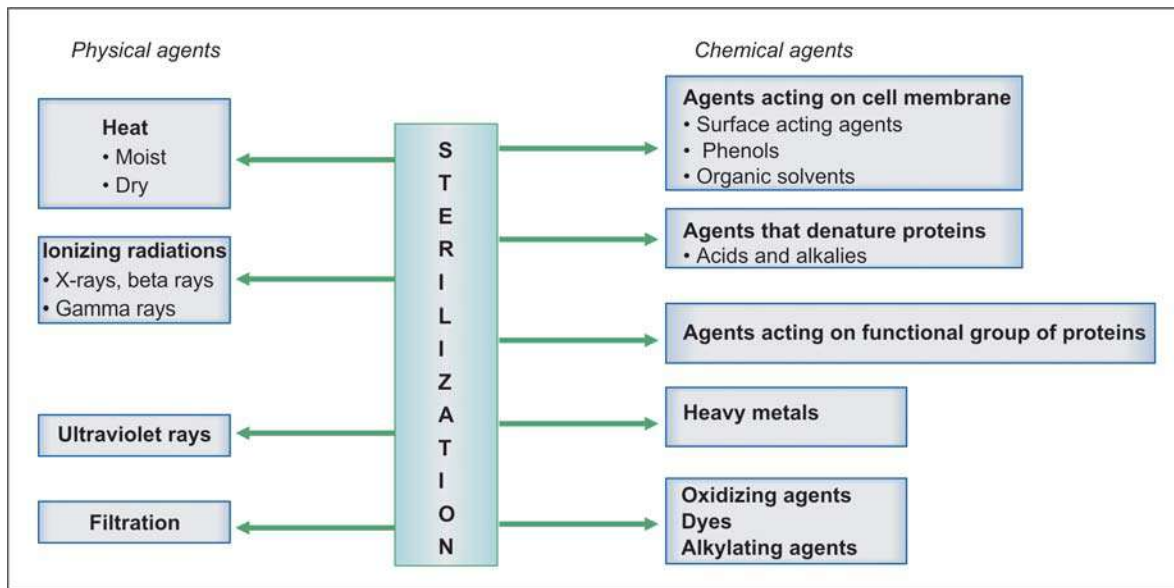 Physical agents
Heat
• Moist
• Dry
Ionizing radiations
• X-rays, beta rays
• Gamma rays
Ultraviolet rays
Filtration
STERILIZATION
Chemical agents
Agents acting on cell membrane
• Surface acting agents
• Phenols
• Organic solvents
Agents that denature proteins
• Acids and alkalies
Agents acting on functional group of proteins
Heavy metals
Oxidizing agents
Dyes
Alkylating agents